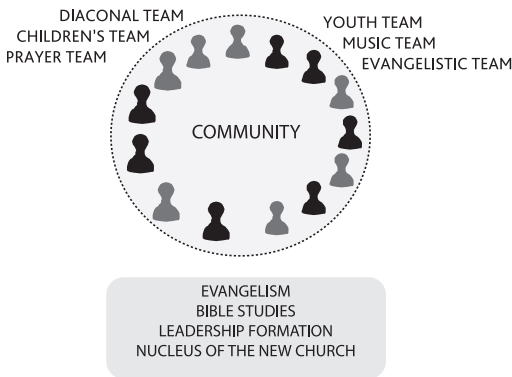 DIACONAL TEAM
CHILDREN'S TEAM
PRAYER TEAM
YOUTH TEAM
MUSIC TEAM
EVANGELISTIC TEAM
COMMUNITY
EVANGELISM
BIBLE STUDIES
LEADERSHIP FORMATION
NUCLEUS OF THE NEW CHURCH